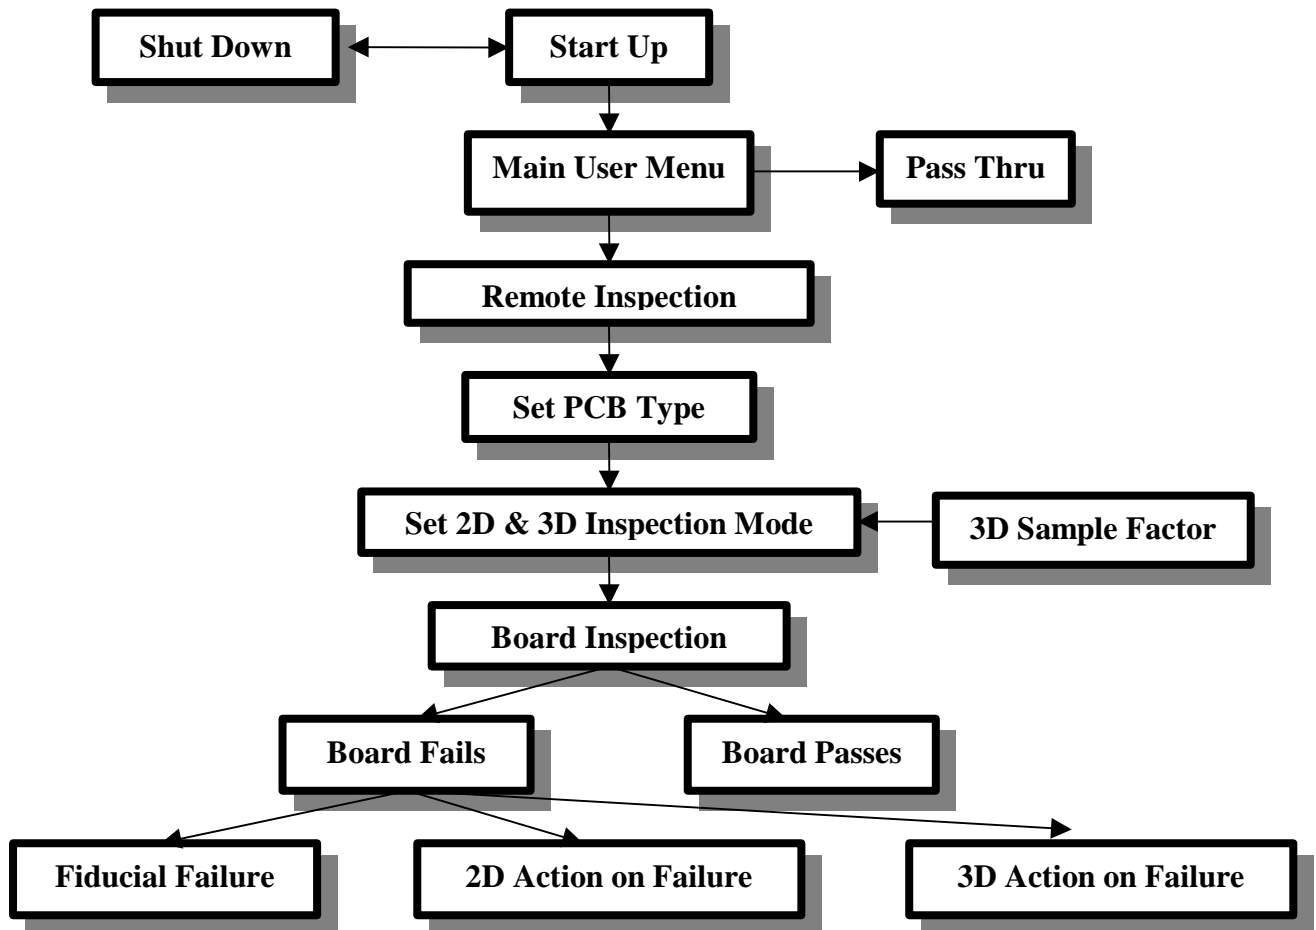 Shut Down
Start Up
Main User Menu
Pass Thru
Remote Inspection
Set PCB Type
Set 2D & 3D Inspection Mode
3D Sample Factor
Board Inspection
Board Fails
Board Passes
Fiducial Failure
2D Action on Failure
3D Action on Failure